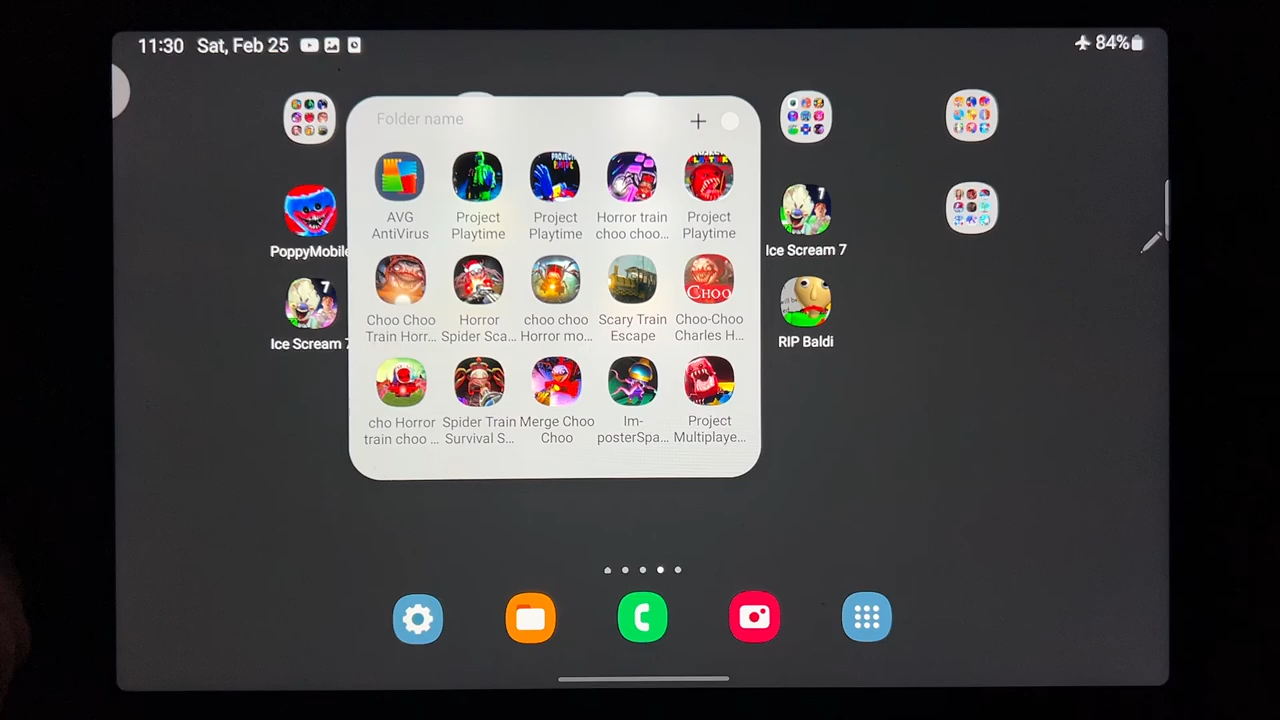 11:30 Sat, Feb 25
84%
Folder name
AVG
AntiVirus
Project
Playtime
Project
Playtime
Horror train
choo choo...
Project
Playtime
PoppyMobile
Ice Scream 7
Choo Choo
Train Horr...
Horror
Spider Sca...
choo choo
Horror mo...
Scary Train
Escape
CHOO
Choo-Choo
Charles H...
Ice Scream 7
RIP Baldi
cho Horror
train choo ...
Spider Train
Survival S...
Merge Choo
Choo
Im-
posterSpa...
Project
Multiplaye...